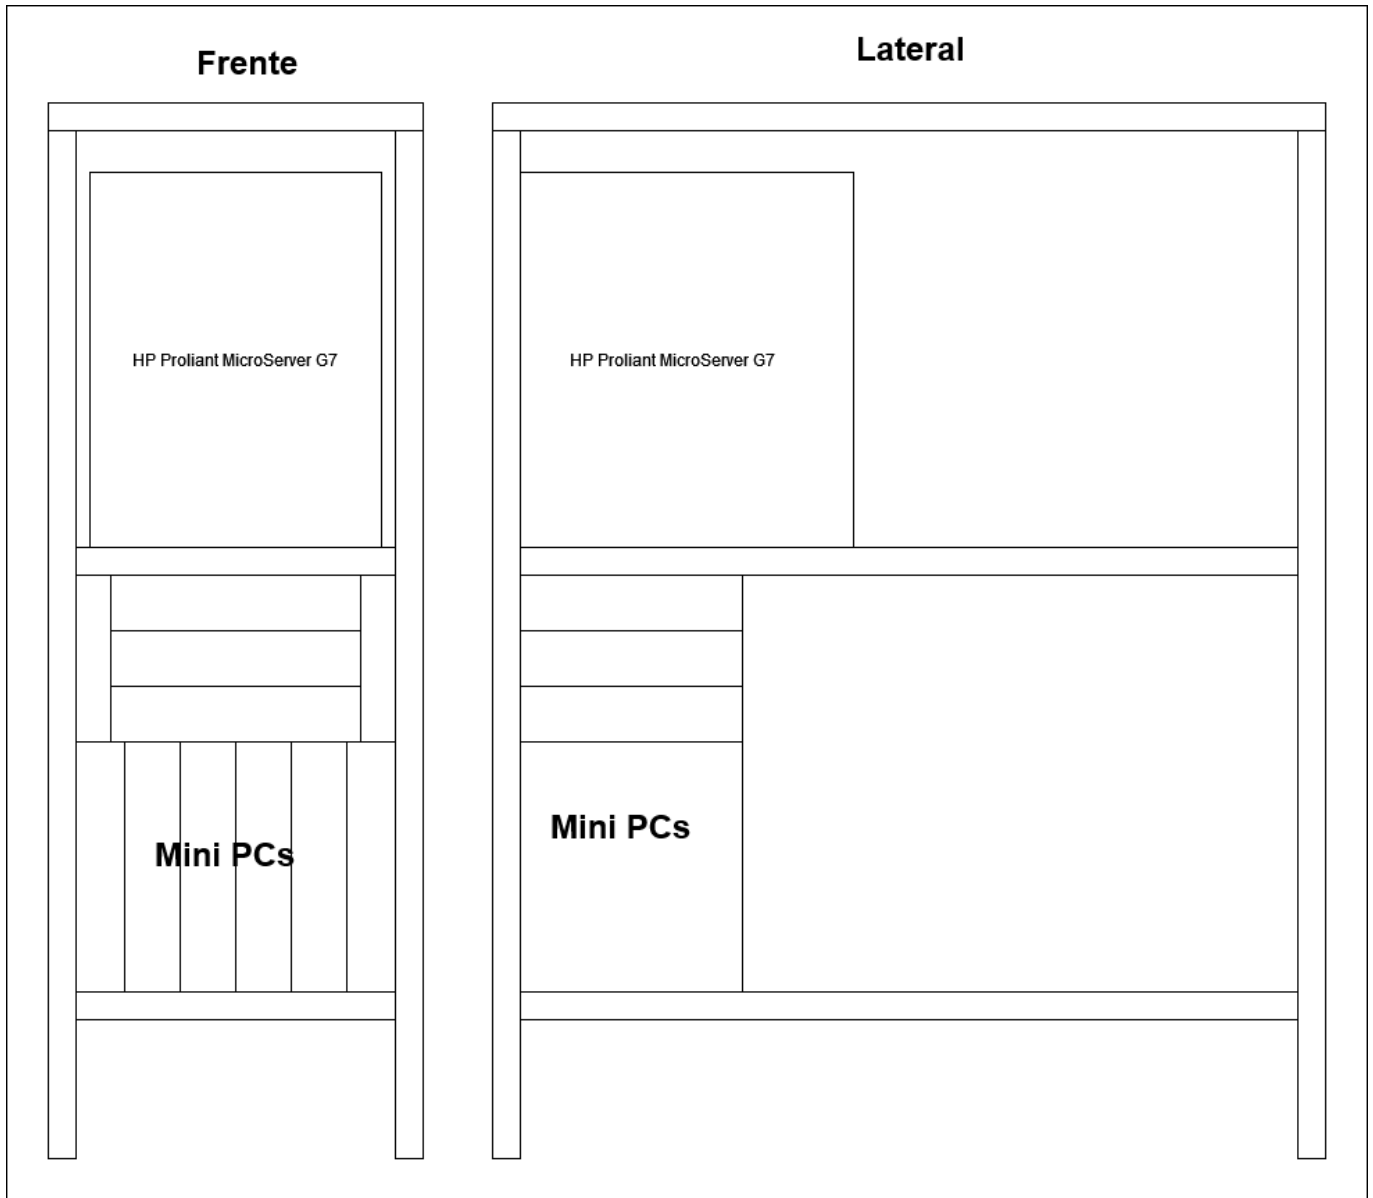 Frente
Lateral
HP Proliant MicroServer G7
HP Proliant MicroServer G7
Mini PCs
Mini PCs